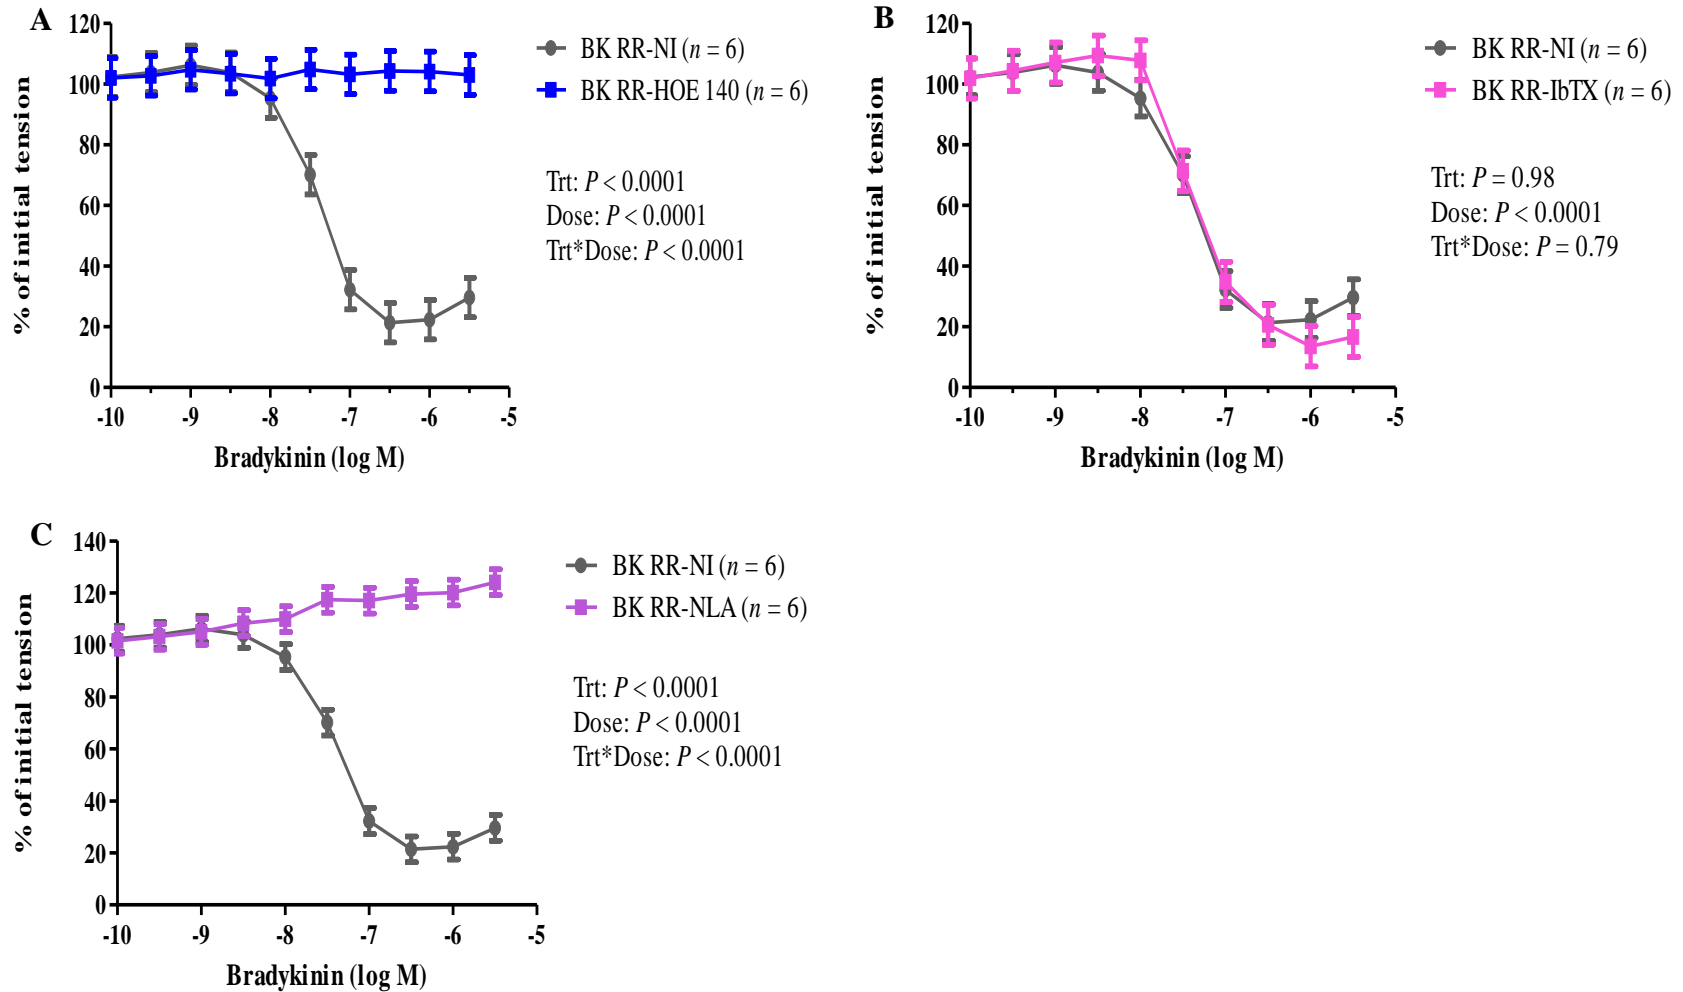 A
120
100
80
60
40
20
0
% of initial tension
-10 -9 -8 -7 -6 -5
Bradykinin (log M)
BK RR-NI (n = 6)
BK RR-HOE 140 (n = 6)
Trt: P < 0.0001
Dose: P < 0.0001
Trt*Dose: P < 0.0001
B
120
100
80
60
40
20
0
% of initial tension
-10 -9 -8 -7 -6 -5
Bradykinin (log M)
BK RR-NI (n = 6)
BK RR-IbTX (n = 6)
Trt: P = 0.98
Dose: P < 0.0001
Trt*Dose: P = 0.79
C
140
120
100
80
60
40
20
0
% of initial tension
-10 -9 -8 -7 -6 -5
Bradykinin (log M)
BK RR-NI (n = 6)
BK RR-NLA (n = 6)
Trt: P < 0.0001
Dose: P < 0.0001
Trt*Dose: P < 0.0001